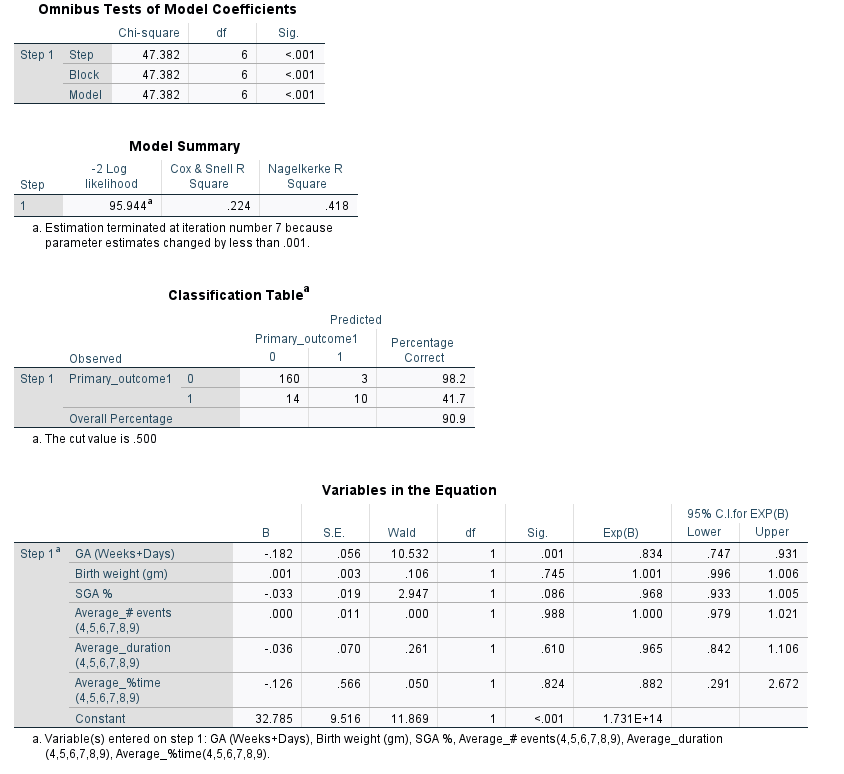 Omnibus Tests of Model Coefficients
Chi-square df Sig.
Step 1 Step 47.382 6 <.001
Block 47.382 6 <.001
Model 47.382 6 <.001
Model Summary
Step -2 Log likelihood Cox & Snell R Square Nagelkerke R Square
1 95.944a .224 .418
a. Estimation terminated at iteration number 7 because
parameter estimates changed by less than .001.
Classification Tablea
Predicted
Primary_outcome1 Percentage Correct
Observed 0 1
Step 1 Primary_outcome1 0 160 3 98.2
1 14 10 41.7
Overall Percentage 90.9
a. The cut value is .500
Variables in the Equation
95% C.I.for EXP(B)
B S.E. Wald df Sig. Exp(B) Lower Upper
Step 1a GA (Weeks+Days) -.182 .056 10.532 1 .001 .834 .747 .931
Birth weight (gm) .001 .003 .106 1 .745 1.001 .996 1.006
SGA % -.033 .019 2.947 1 .086 .968 .933 1.005
Average_# events (4,5,6,7,8,9) .000 .011 .000 1 .988 1.000 .979 1.021
Average_duration (4,5,6,7,8,9) -.036 .070 .261 1 .610 .965 .842 1.106
Average_%time (4,5,6,7,8,9) -.126 .566 .050 1 .824 .882 .291 2.672
Constant 32.785 9.516 11.869 1 <.001 1.731E+14
a. Variable(s) entered on step 1: GA (Weeks+Days), Birth weight (gm), SGA %, Average_# events(4,5,6,7,8,9), Average_duration
(4,5,6,7,8,9), Average_%time(4,5,6,7,8,9).